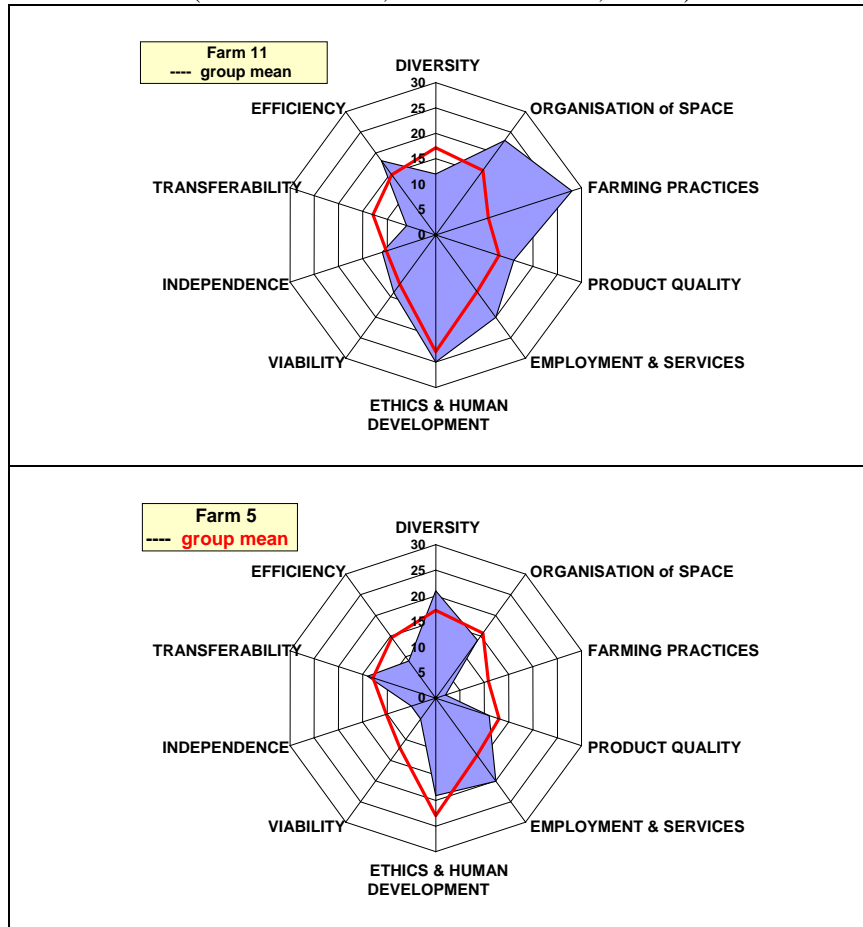 Farm 11
---- group mean
DIVERSITY
30
EFFICIENCY
ORGANISATION of SPACE
25
20
TRANSFERABILITY
15
FARMING PRACTICES
10
5
0
INDEPENDENCE
PRODUCT QUALITY
VIABILITY
EMPLOYMENT & SERVICES
ETHICS & HUMAN
DEVELOPMENT
Farm 5
---- group mean
DIVERSITY
30
EFFICIENCY
ORGANISATION of SPACE
25
20
TRANSFERABILITY
15
FARMING PRACTICES
10
5
0
INDEPENDENCE
PRODUCT QUALITY
VIABILITY
EMPLOYMENT & SERVICES
ETHICS & HUMAN
DEVELOPMENT